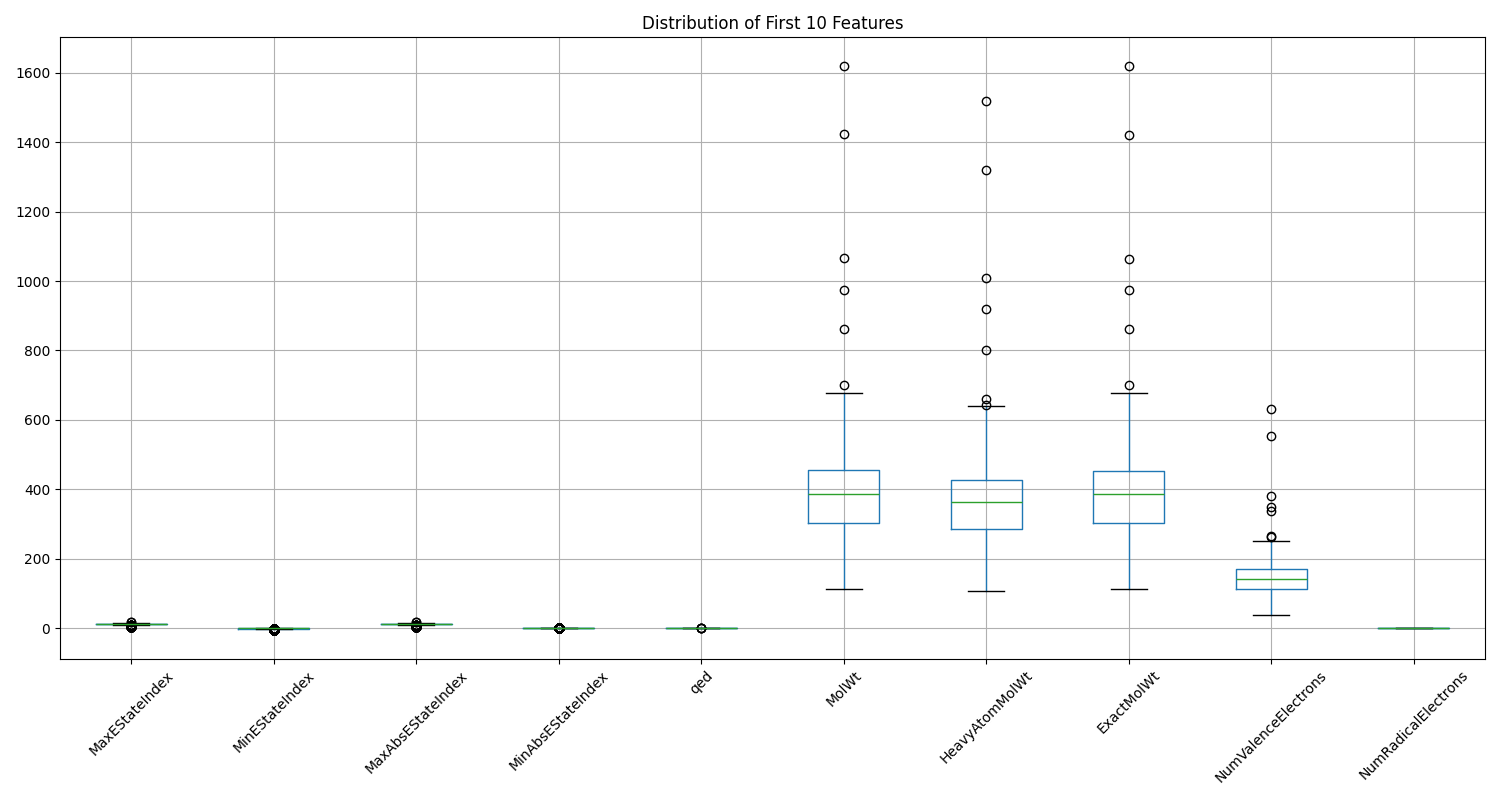 Distribution of First 10 Features
1600
1400
1200
1000
800
600
400
200
0
MaxEStateIndex
MinEStateIndex
MaxAbsEStateIndex
MinAbsEStateIndex
qed
MolWt
HeavyAtomMolWt
ExactMolWt
NumValenceElectrons
NumRadicalElectrons